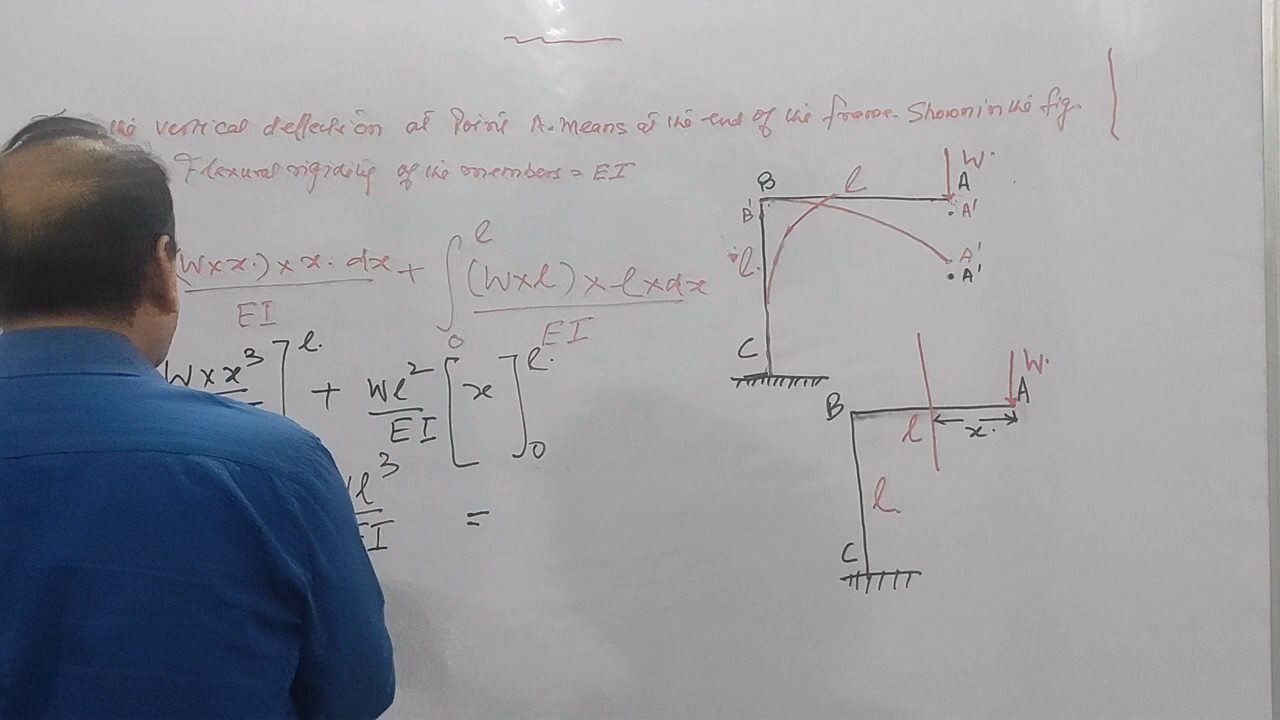 the vertical deflection at Point A. Means at the end of the frame. Shown in the fig.
Flexural rigidity of the members = EI
W.
B l A
B' A'
(W×x.)×x.dx + ∫ l 0 (W×l)×l×dx
EI EI
l.
A'
A'
C
W×x³ ] l. + Wl² [ x ] l. 0
EI
W.
B A
l x.
l³
EI =
l.
C